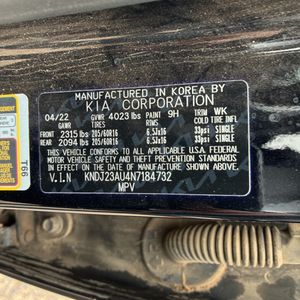 MANUFACTURED IN KOREA BY
KIA CORPORATION
04/22 GVWR 4023 lbs PAINT 9H TRIM WK
GAWR TIRES RIMS COLD TIRE INFL.
FRONT 2315 lbs 205/60R16 6.5Jx16 33psi SINGLE
REAR 2094 lbs 205/60R16 6.5Jx16 33psi SINGLE
THIS VEHICLE CONFORMS TO ALL APPLICABLE U.S.A. FEDERAL
MOTOR VEHICLE SAFETY AND THEFT PREVENTION STANDARDS
IN EFFECT ON THE DATE OF MANUFACTURE SHOWN ABOVE.
V.I.N KNDJ23AU4N7184732
MPV
T66